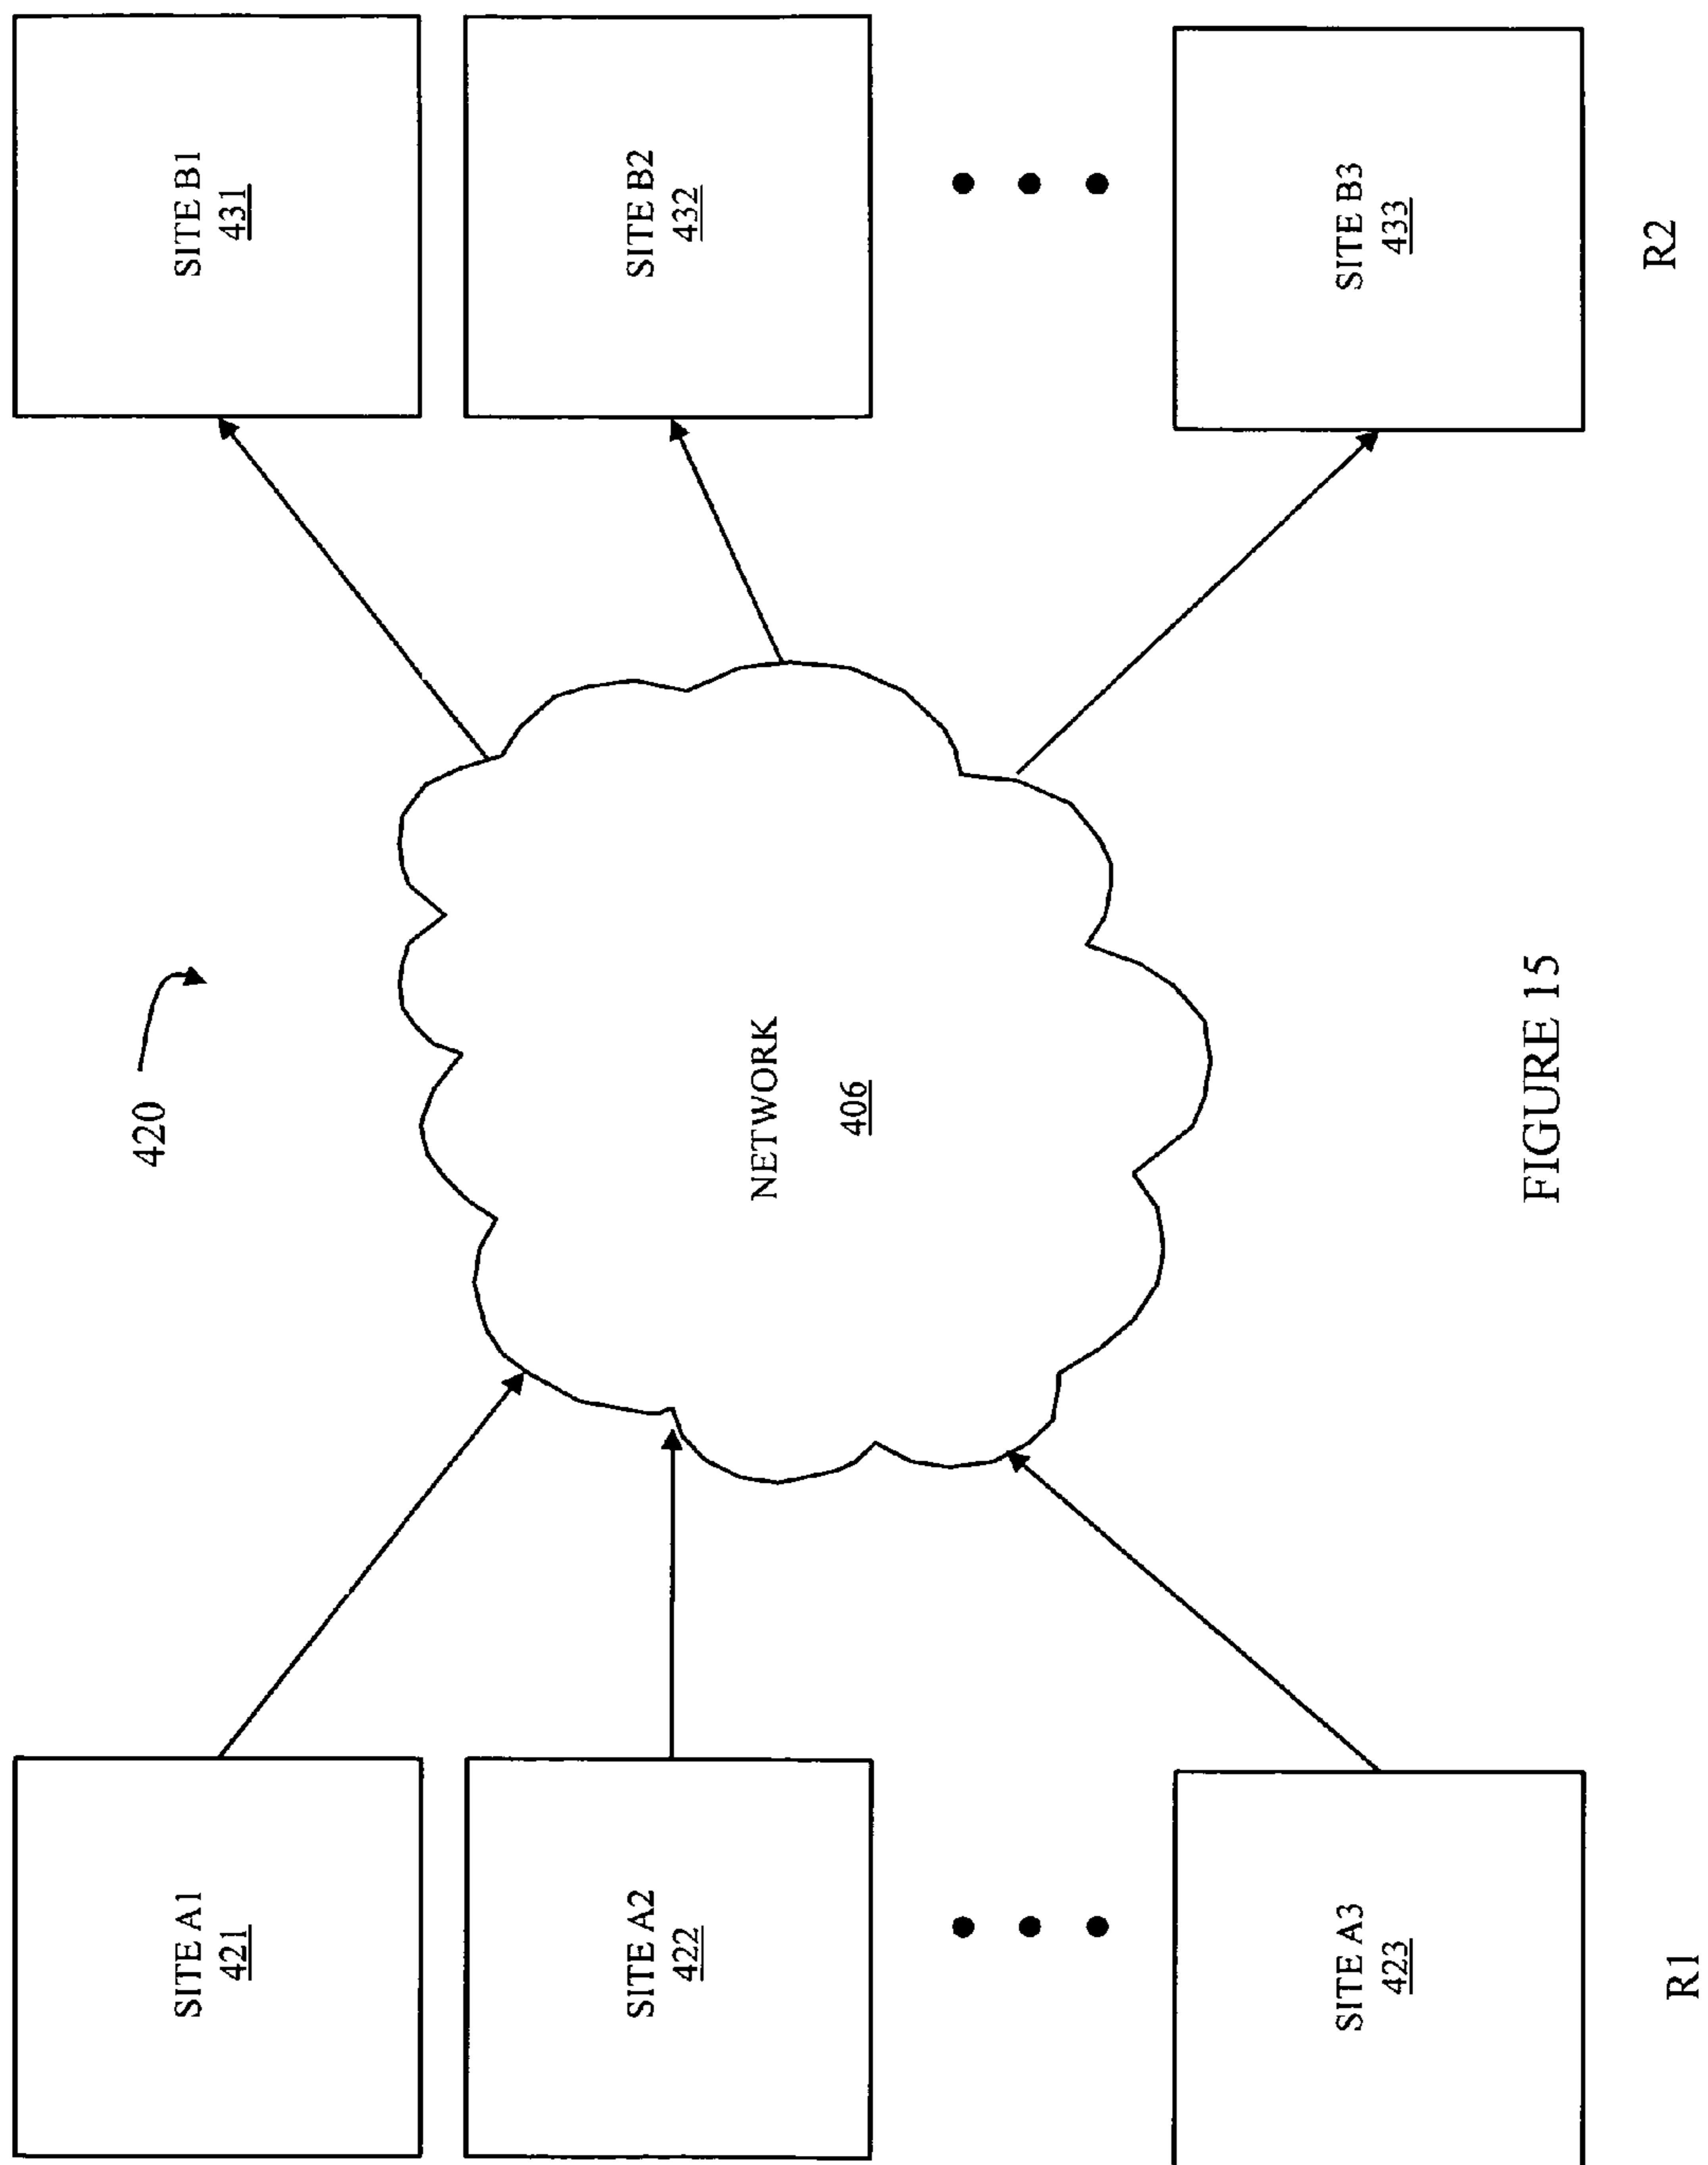 420
SITE A1
421
SITE A2
422
SITE A3
423
R1
NETWORK
406
SITE B1
431
SITE B2
432
SITE B3
433
R2
FIGURE 15